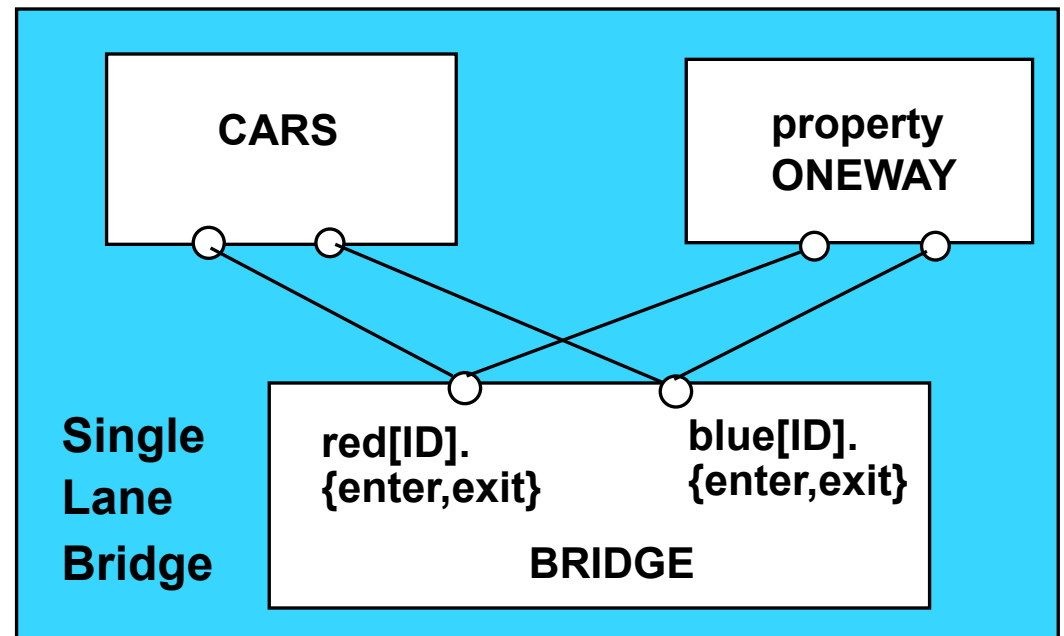 CARS
property
ONEWAY
Single
Lane
Bridge
red[ID].
{enter,exit}
blue[ID].
{enter,exit}
BRIDGE